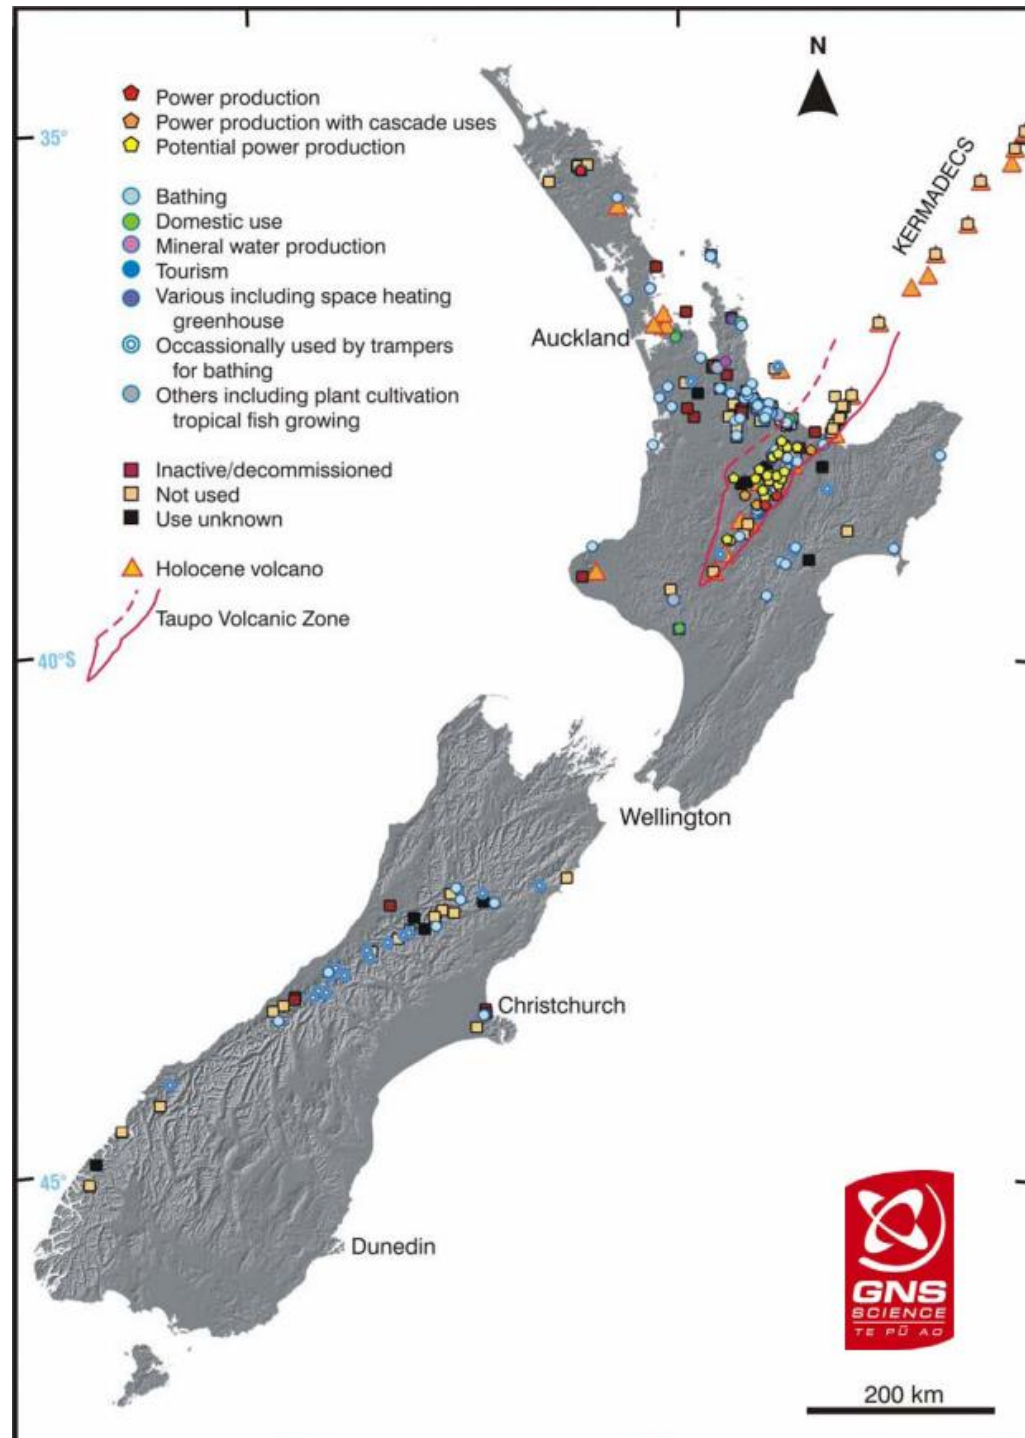 N
Power production
Power production with cascade uses
Potential power production
35°
KERMADECS
Bathing
Domestic use
Mineral water production
Tourism
Various including space heating
greenhouse
Occassionally used by trampers
for bathing
Others including plant cultivation
tropical fish growing
Auckland
Inactive/decommissioned
Not used
Use unknown
Holocene volcano
Taupo Volcanic Zone
40°S
Wellington
Christchurch
45°
Dunedin
GNS
SCIENCE
TE PŪ AO
200 km